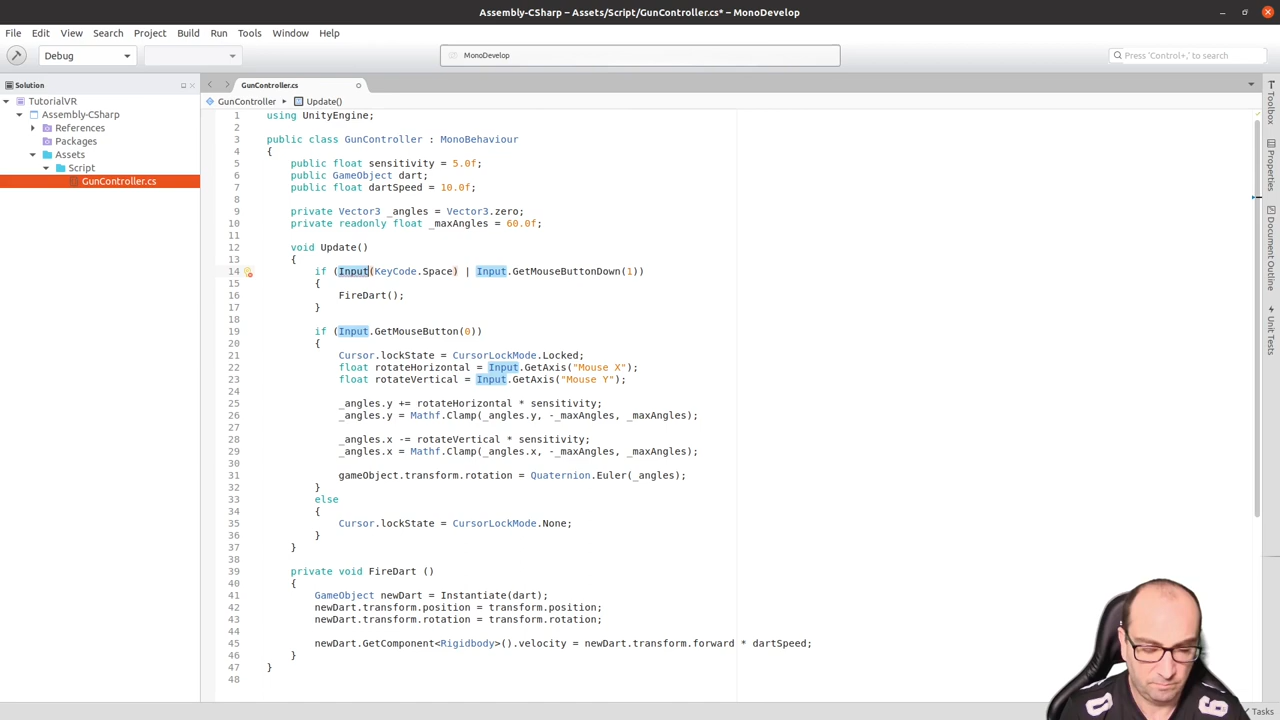 Assembly-CSharp – Assets/Script/GunController.cs* – MonoDevelop
File Edit View Search Project Build Run Tools Window Help
Debug MonoDevelop Press 'Control+,' to search
Solution
GunController.cs
TutorialVR
Assembly-CSharp
References
Packages
Assets
Script
GunController.cs
GunController Update()
1 using UnityEngine;
2
3 public class GunController : MonoBehaviour
4 {
5 public float sensitivity = 5.0f;
6 public GameObject dart;
7 public float dartSpeed = 10.0f;
8
9 private Vector3 _angles = Vector3.zero;
10 private readonly float _maxAngles = 60.0f;
11
12 void Update()
13 {
14 if (Input(KeyCode.Space) | Input.GetMouseButtonDown(1))
15 {
16 FireDart();
17 }
18
19 if (Input.GetMouseButton(0))
20 {
21 Cursor.lockState = CursorLockMode.Locked;
22 float rotateHorizontal = Input.GetAxis("Mouse X");
23 float rotateVertical = Input.GetAxis("Mouse Y");
24
25 _angles.y += rotateHorizontal * sensitivity;
26 _angles.y = Mathf.Clamp(_angles.y, -_maxAngles, _maxAngles);
27
28 _angles.x -= rotateVertical * sensitivity;
29 _angles.x = Mathf.Clamp(_angles.x, -_maxAngles, _maxAngles);
30
31 gameObject.transform.rotation = Quaternion.Euler(_angles);
32 }
33 else
34 {
35 Cursor.lockState = CursorLockMode.None;
36 }
37 }
38
39 private void FireDart ()
40 {
41 GameObject newDart = Instantiate(dart);
42 newDart.transform.position = transform.position;
43 newDart.transform.rotation = transform.rotation;
44
45 newDart.GetComponent<Rigidbody>().velocity = newDart.transform.forward * dartSpeed;
46 }
47 }
48
Toolbox
Properties
Document Outline
Unit Tests
Tasks